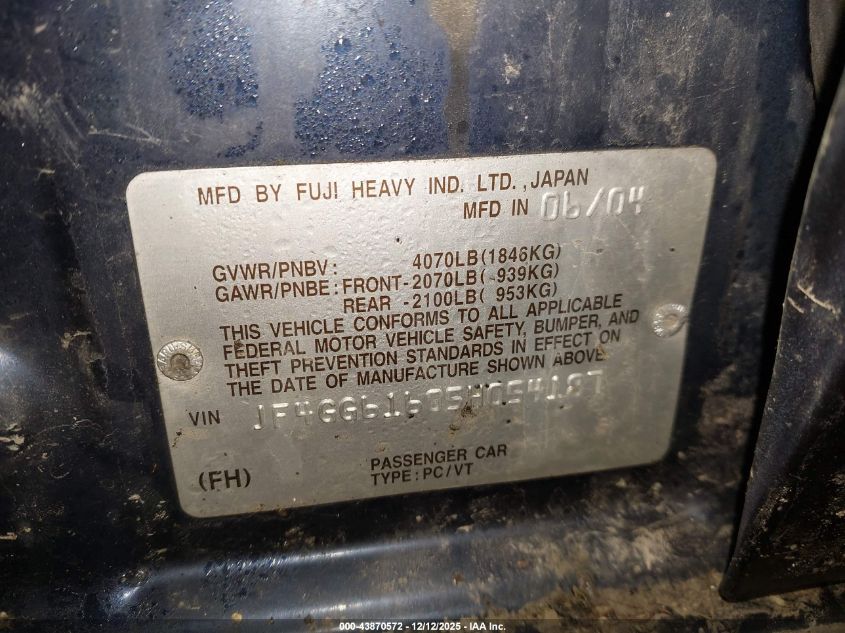 MFD BY FUJI HEAVY IND. LTD.,JAPAN
MFD IN 06/04
GVWR/PNBV: 4070LB(1846KG)
GAWR/PNBE: FRONT-2070LB( 939KG)
REAR -2100LB( 953KG)
THIS VEHICLE CONFORMS TO ALL APPLICABLE
FEDERAL MOTOR VEHICLE SAFETY, BUMPER, AND
THEFT PREVENTION STANDARDS IN EFFECT ON
THE DATE OF MANUFACTURE SHOWN ABOVE.
VIN JF4GG61605H054187
PASSENGER CAR
(FH) TYPE:PC/VT
000-43870572 - 12/12/2025 - IAA Inc.